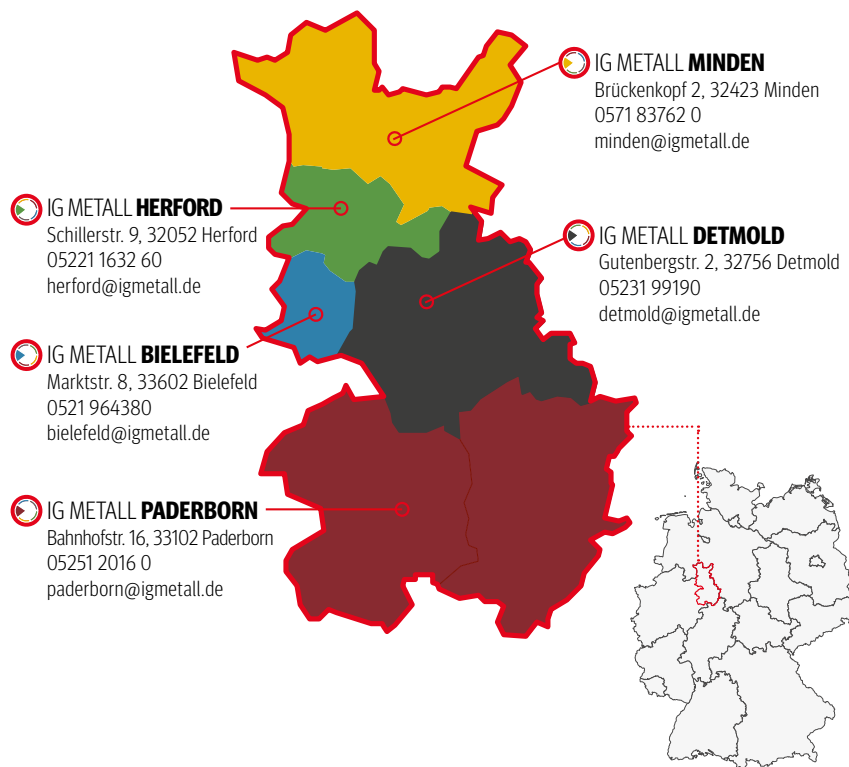 IG METALL MINDEN
Brückenkopf 2, 32423 Minden
0571 83762 0
minden@igmetall.de
IG METALL HERFORD
Schillerstr. 9, 32052 Herford
05221 1632 60
herford@igmetall.de
IG METALL DETMOLD
Gutenbergstr. 2, 32756 Detmold
05231 99190
detmold@igmetall.de
IG METALL BIELEFELD
Marktstr. 8, 33602 Bielefeld
0521 964380
bielefeld@igmetall.de
IG METALL PADERBORN
Bahnhofstr. 16, 33102 Paderborn
05251 2016 0
paderborn@igmetall.de